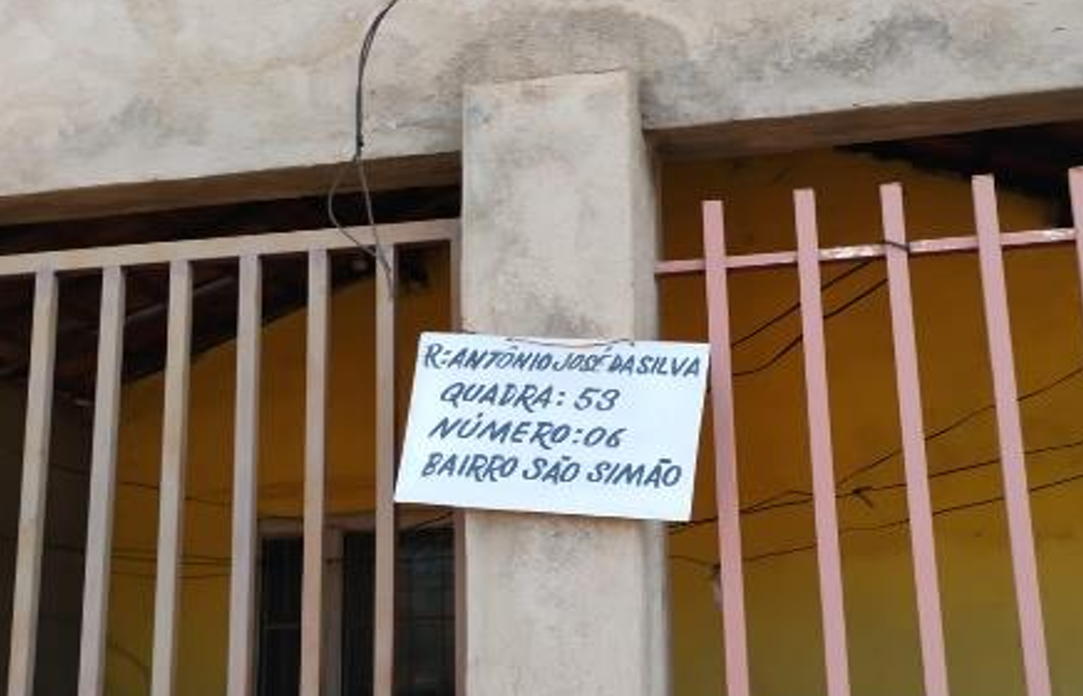 R: ANTÔNIO JOSÉ DA SILVA
QUADRA: 53
NÚMERO: 06
BAIRRO SÃO SIMÃO